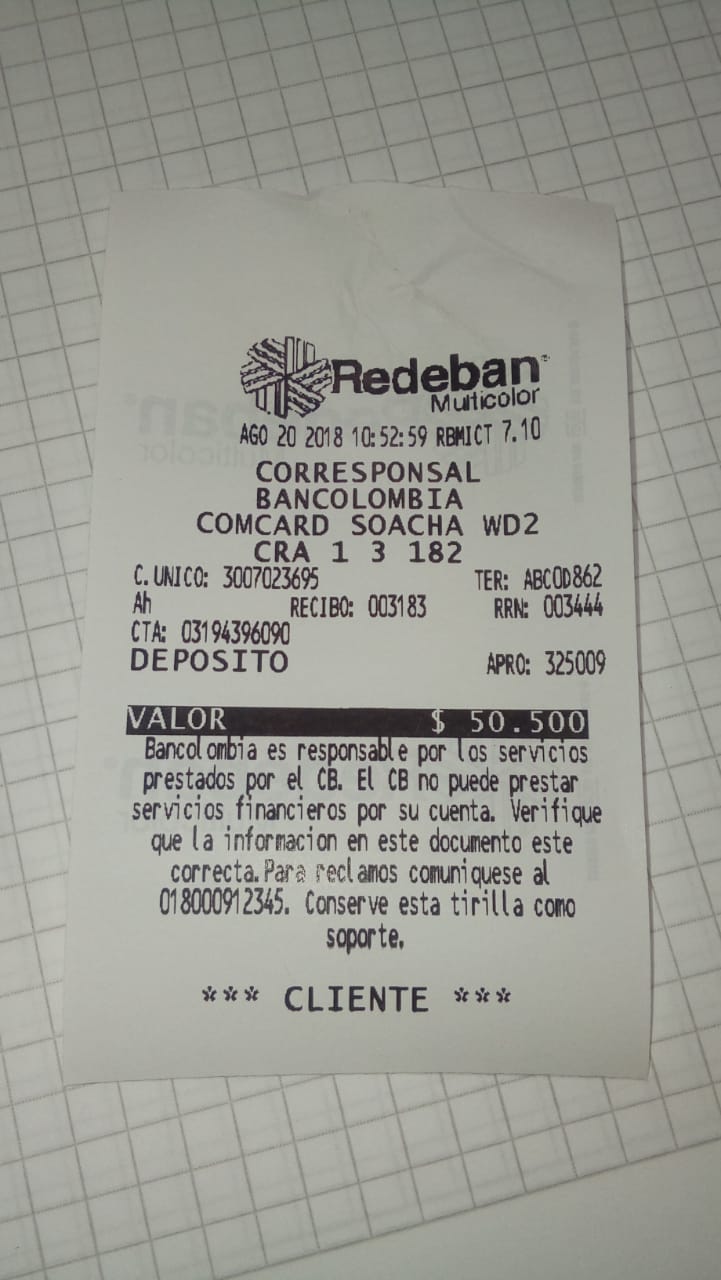 Redeban
Multicolor
AGO 20 2018 10:52:59 RBMICT 7.10
CORRESPONSAL
BANCOLOMBIA
COMCARD SOACHA WD2
CRA 1 3 182
C. UNICO: 3007023695 TER: ABCOD862
Ah RECIBO: 003183 RRN: 003444
CTA: 03194396090
DEPOSITO APRO: 325009
VALOR $ 50.500
Bancolombia es responsable por los servicios
prestados por el CB. El CB no puede prestar
servicios financieros por su cuenta. Verifique
que la informacion en este documento este
correcta. Para reclamos comuniquese al
018000912345. Conserve esta tirilla como
soporte.
*** CLIENTE ***